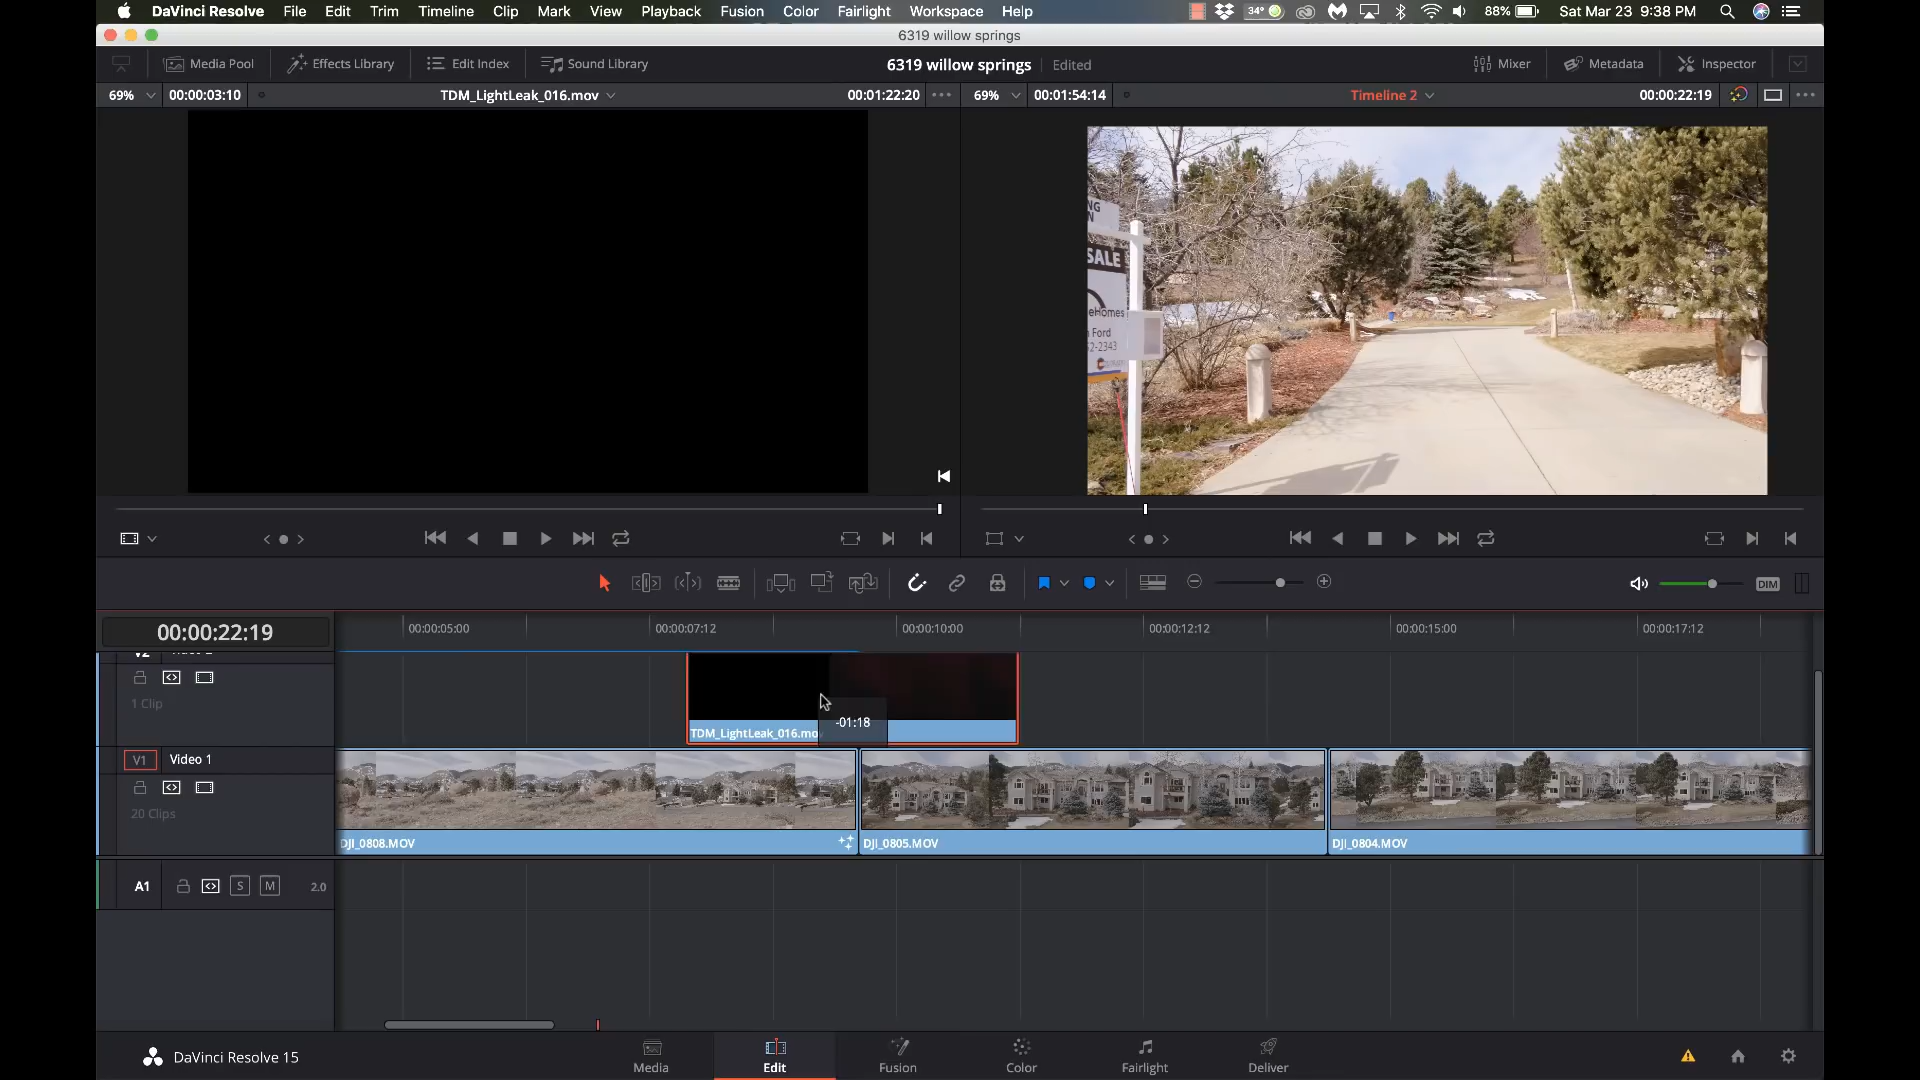 DaVinci Resolve File Edit Trim Timeline Clip Mark View Playback Fusion Color Fairlight Workspace Help 34° 88% Sat Mar 23 9:38 PM
6319 willow springs
Media Pool Effects Library Edit Index Sound Library 6319 willow springs Edited Mixer Metadata Inspector
69% 00:00:03:10 TDM_LightLeak_016.mov 00:01:22:20 69% 00:01:54:14 Timeline 2 00:00:22:19
NG
N
SALE
ehomes
Ford
52-2343
DIM
00:00:22:19 00:00:05:00 00:00:07:12 00:00:10:00 00:00:12:12 00:00:15:00 00:00:17:12
1 Clip
-01:18
TDM_LightLeak_016.mo
V1 Video 1
20 Clips
DJI_0808.MOV DJI_0805.MOV DJI_0804.MOV
A1 S M 2.0
DaVinci Resolve 15 Media Edit Fusion Color Fairlight Deliver